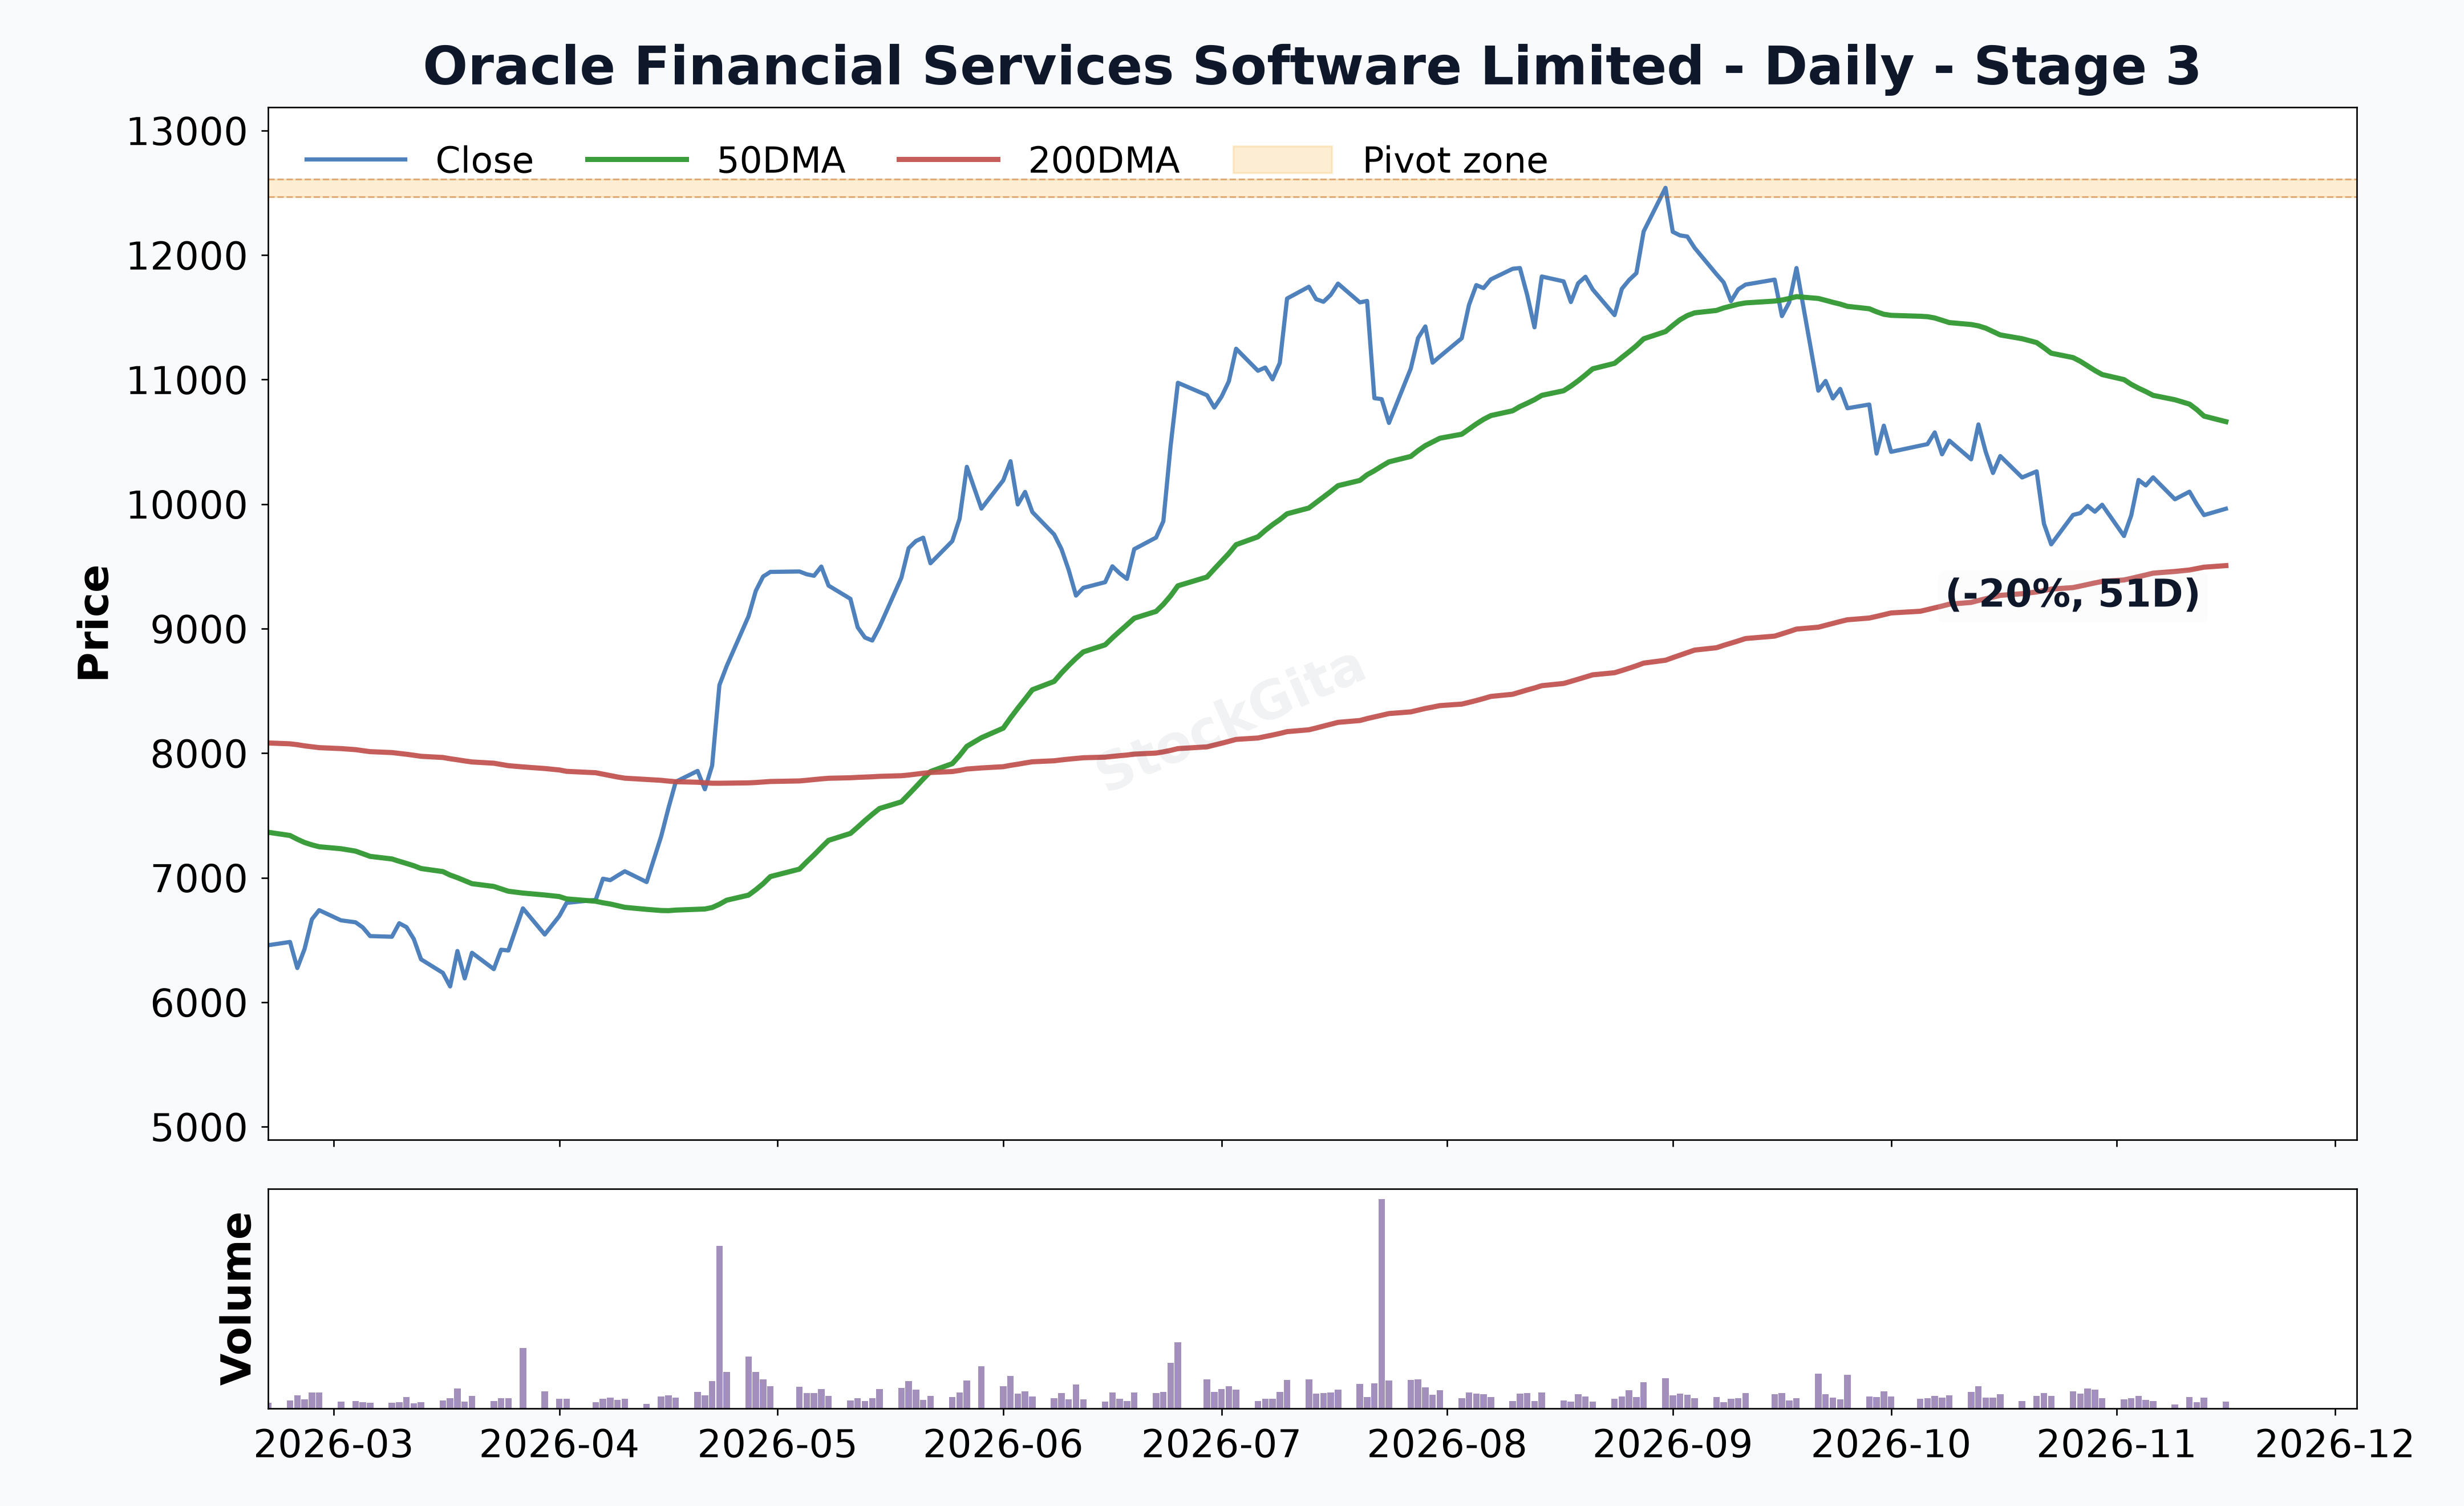 Oracle Financial Services Software Limited - Daily - Stage 3
Close 50DMA 200DMA Pivot zone
13000
12000
11000
10000
9000
8000
7000
6000
5000
Price
(-20%, 51D)
StockGita
Volume
2026-03 2026-04 2026-05 2026-06 2026-07 2026-08 2026-09 2026-10 2026-11 2026-12